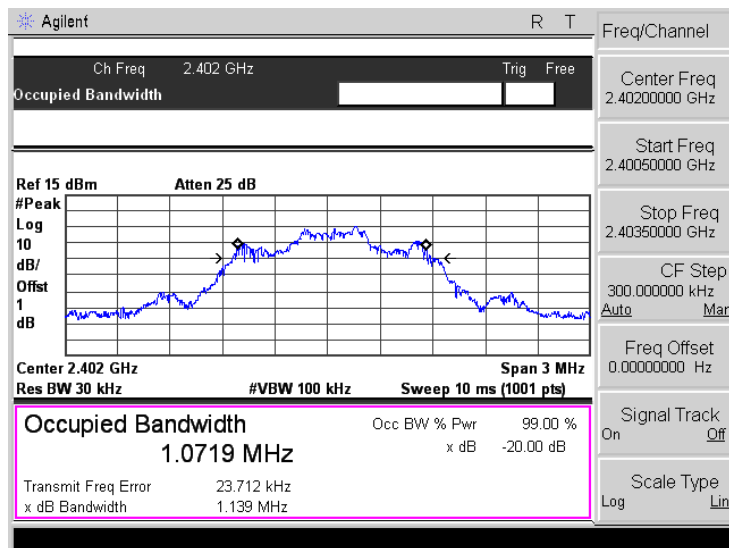 Agilent R T
Ch Freq 2.402 GHz Trig Free
Occupied Bandwidth
Ref 15 dBm Atten 25 dB
#Peak
Log
10
dB/
Offst
1
dB
Center 2.402 GHz Span 3 MHz
Res BW 30 kHz #VBW 100 kHz Sweep 10 ms (1001 pts)
Occupied Bandwidth Occ BW % Pwr 99.00 %
1.0719 MHz x dB -20.00 dB
Transmit Freq Error 23.712 kHz
x dB Bandwidth 1.139 MHz
Freq/Channel
Center Freq
2.40200000 GHz
Start Freq
2.40050000 GHz
Stop Freq
2.40350000 GHz
CF Step
300.000000 kHz
Auto Man
Freq Offset
0.00000000 Hz
Signal Track
On Off
Scale Type
Log Lin